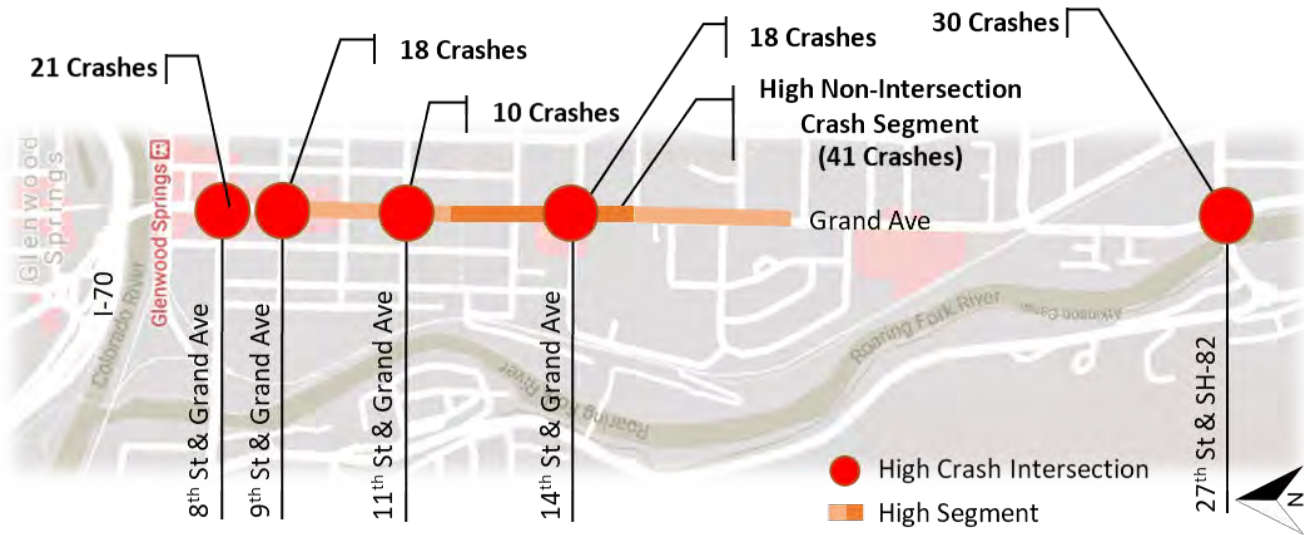 21 Crashes
18 Crashes
10 Crashes
18 Crashes
High Non-Intersection
Crash Segment
(41 Crashes)
30 Crashes
Glenwood
Springs
Glenwood Springs
I-70
Colorado River
Grand Ave
8th St & Grand Ave
9th St & Grand Ave
11th St & Grand Ave
14th St & Grand Ave
27th St & SH-82
Roaring Fork River
Roaring Fork River
High Crash Intersection
High Segment
N